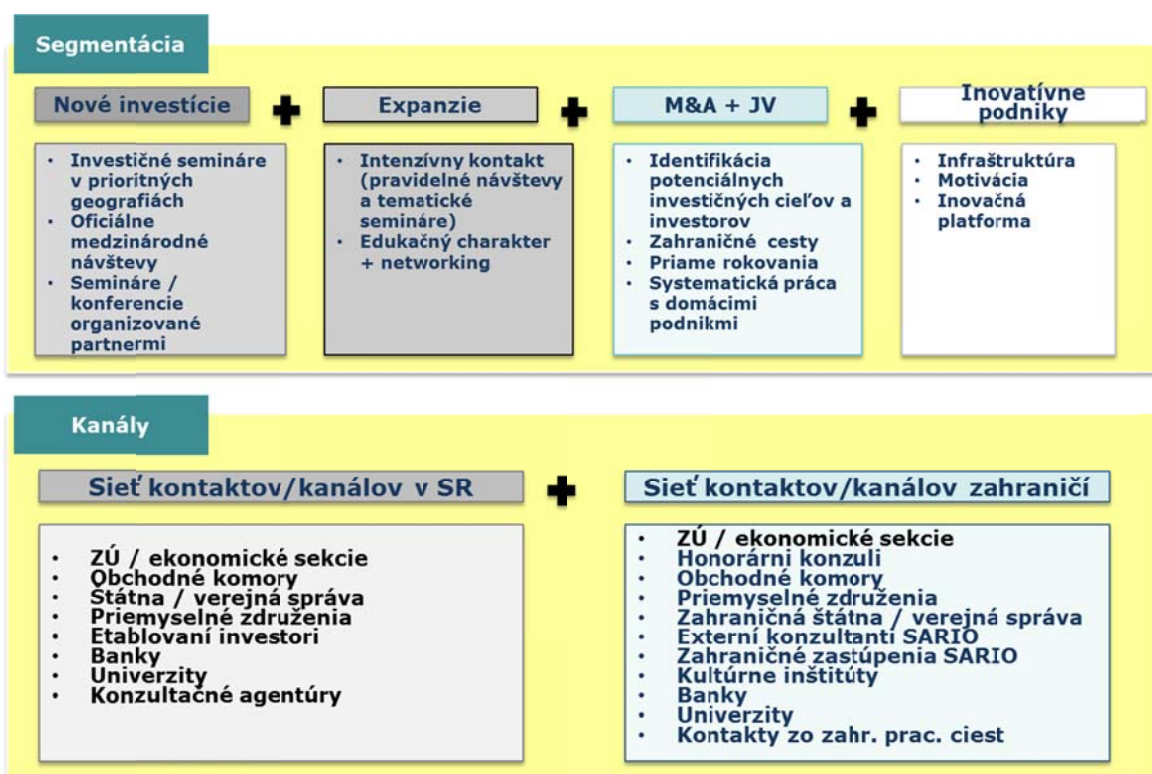 Segmentácia
Nové investície
Expanzie
M&A + JV
Inovatívne
podniky
• Investičné semináre
v prioritných
geografiách
• Oficiálne
medzinárodné
návštevy
• Semináre /
konferencie
organizované
partnermi
• Intenzívny kontakt
(pravidelné návštevy
a tematické
semináre)
• Edukačný charakter
+ networking
• Identifikácia
potenciálnych
investičných cieľov a
investorov
• Zahraničné cesty
• Priame rokovania
• Systematická práca
s domácimi
podnikmi
• Infraštruktúra
• Motivácia
• Inovačná
platforma
Kanály
Sieť kontaktov/kanálov v SR
• ZÚ / ekonomické sekcie
• Obchodné komory
• Štátna / verejná správa
• Priemyselné združenia
• Etablovaní investori
• Banky
• Univerzity
• Konzultačné agentúry
Sieť kontaktov/kanálov zahraničí
• ZÚ / ekonomické sekcie
• Honorárni konzuli
• Obchodné komory
• Priemyselné združenia
• Zahraničná štátna / verejná správa
• Externí konzultanti SARIO
• Zahraničné zastúpenia SARIO
• Kultúrne inštitúty
• Banky
• Univerzity
• Kontakty zo zahr. prac. ciest